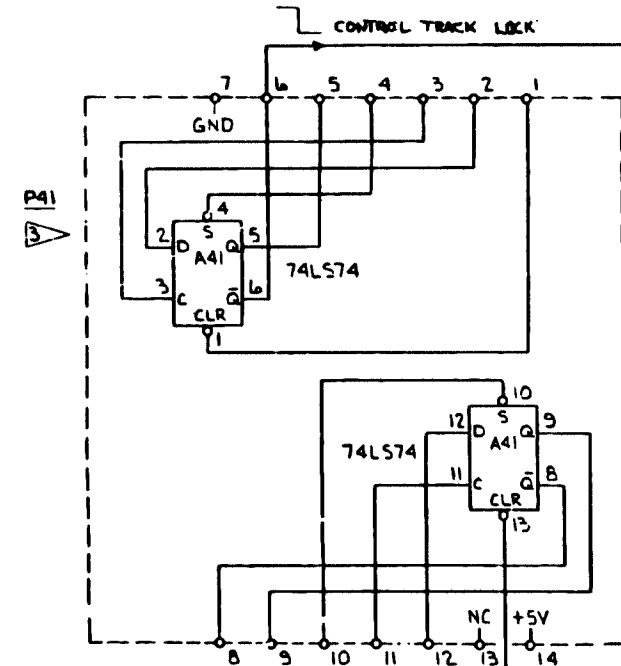 CONTROL TRACK LOCK
7 6 5 4 3 2 1
GND
P41
3
4
S
2 D Q 5
A41
74LS74
3 C Q̄ 6
CLR
1
10
S
12 D Q 9
A41
74LS74
11 C Q̄ 8
CLR
13
NC +5V
8 9 10 11 12 13 14